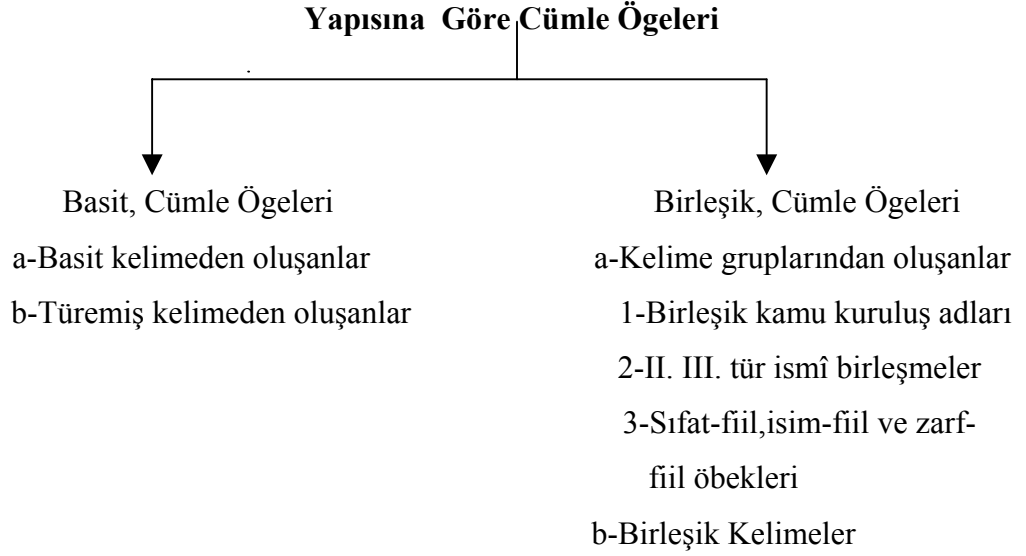 Yapısına Göre Cümle Ögeleri
Basit, Cümle Ögeleri
a-Basit kelimeden oluşanlar
b-Türemiş kelimeden oluşanlar
Birleşik, Cümle Ögeleri
a-Kelime gruplarından oluşanlar
1-Birleşik kamu kuruluş adları
2-II. III. tür ismî birleşmeler
3-Sıfat-fiil,isim-fiil ve zarf-
fiil öbekleri
b-Birleşik Kelimeler